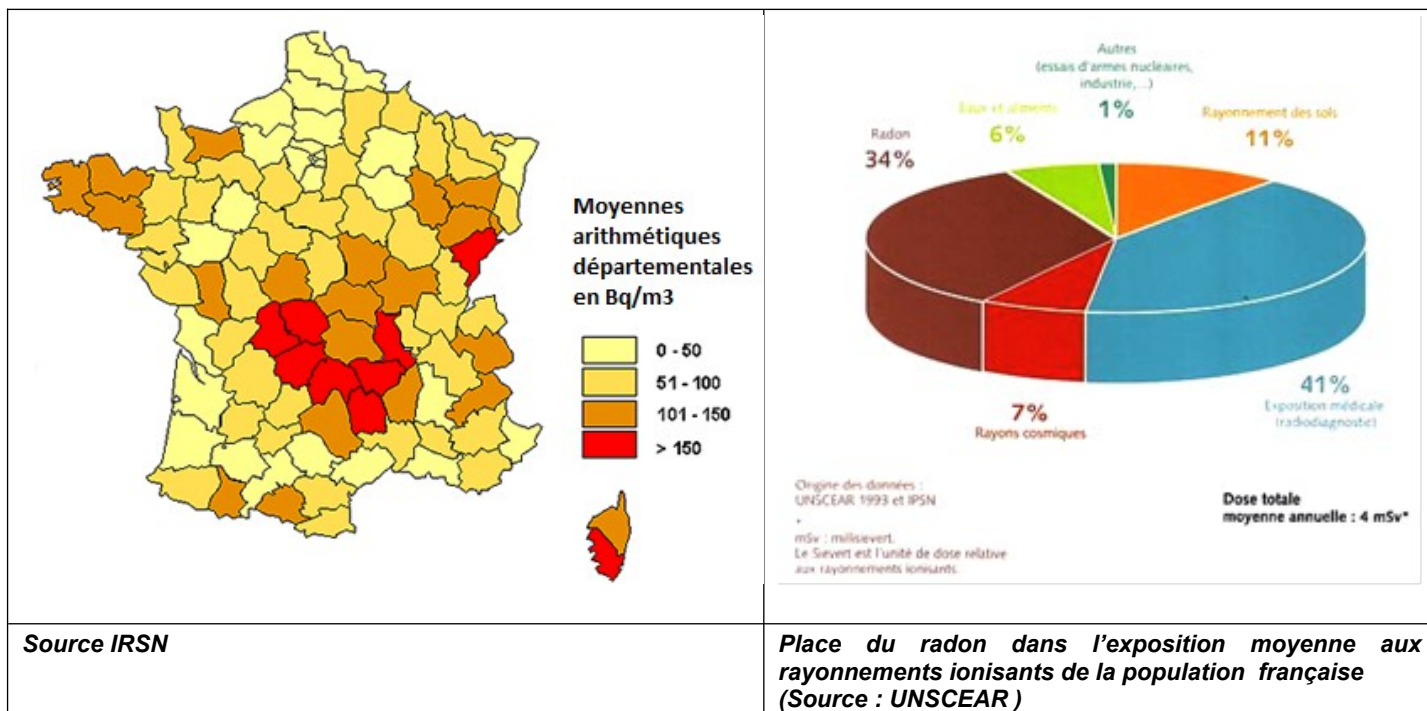 Moyennes
arithmétiques
départementales
en Bq/m3
0 - 50
51 - 100
101 - 150
> 150
Autres
(essais d'armes nucléaires,
industrie,...)
1%
Eaux et aliments
6%
Rayonnement des sols
11%
Radon
34%
41%
Exposition médicale
(radiodiagnostic)
7%
Rayons cosmiques
Origine des données :
UNSCEAR 1993 et IPSN
*
mSv : millisievert.
Le Sievert est l'unité de dose relative
aux rayonnements ionisants.
Dose totale
moyenne annuelle : 4 mSv*
Source IRSN
Place du radon dans l'exposition moyenne aux
rayonnements ionisants de la population française
(Source : UNSCEAR )